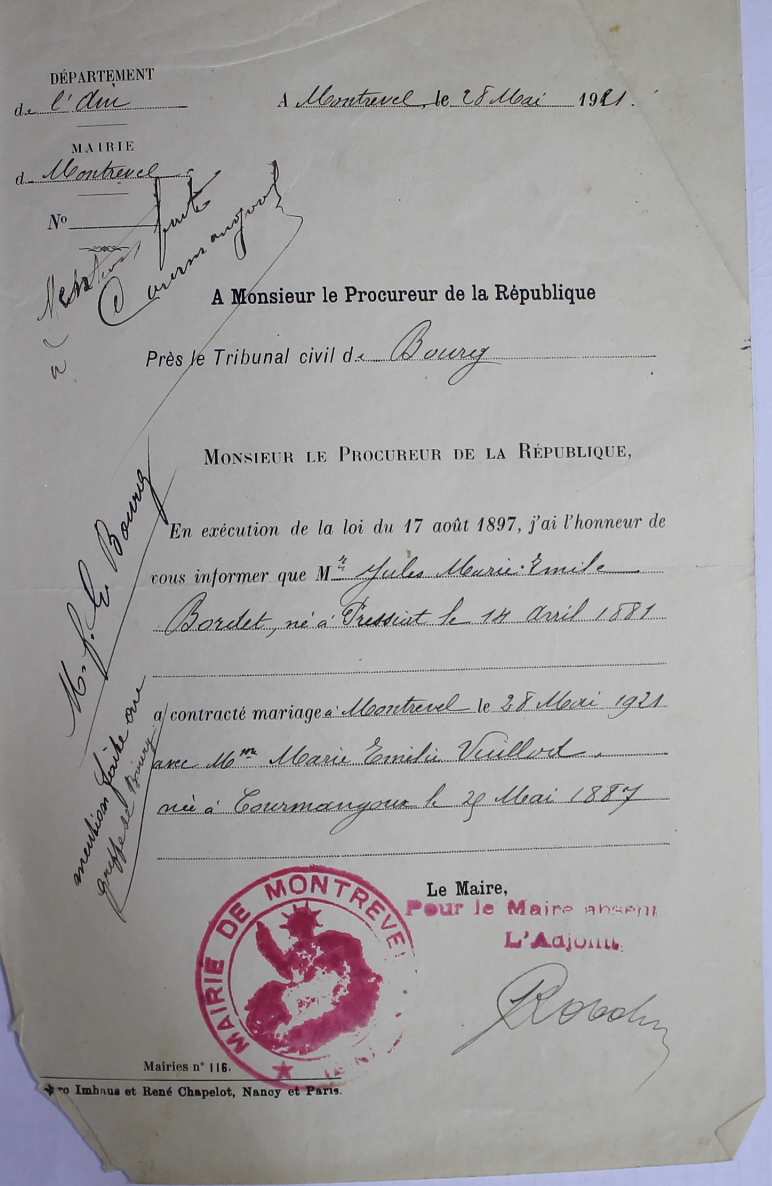 DÉPARTEMENT
de l'Ain
A Montrevel, le 28 Mai 1921.
MAIRIE
d Montrevel
No
Mention faite
à Courmangoux
A Monsieur le Procureur de la République
Près le Tribunal civil de Bourg
MONSIEUR LE PROCUREUR DE LA RÉPUBLIQUE,
En exécution de la loi du 17 août 1897, j'ai l'honneur de
vous informer que Mr Jules Marie Emile
Bordet, né à Pressiat le 14 avril 1881
a contracté mariage à Montrevel le 28 Mai 1921
avec Mme Marie Emilie Vuillod
née à Courmangoux le 25 Mai 1887
Bourg
mention faite au
greffe de Bourg
Le Maire,
Pour le Maire absent
L'Adjoint,
MAIRIE DE MONTREVEL
Mairies n° 116.
Imhaus et René Chapelot, Nancy et Paris.